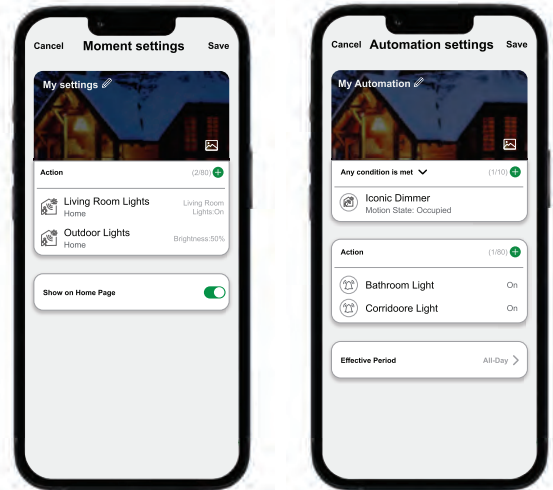 Cancel Moment settings Save
My settings
Action (2/80)
Living Room Lights
Home
Living Room
Lights:On
Outdoor Lights
Home
Brightness:50%
Show on Home Page
Cancel Automation settings Save
My Automation
Any condition is met (1/10)
Iconic Dimmer
Motion State: Occupied
Action (1/80)
Bathroom Light On
Corridoore Light On
Effective Period All-Day